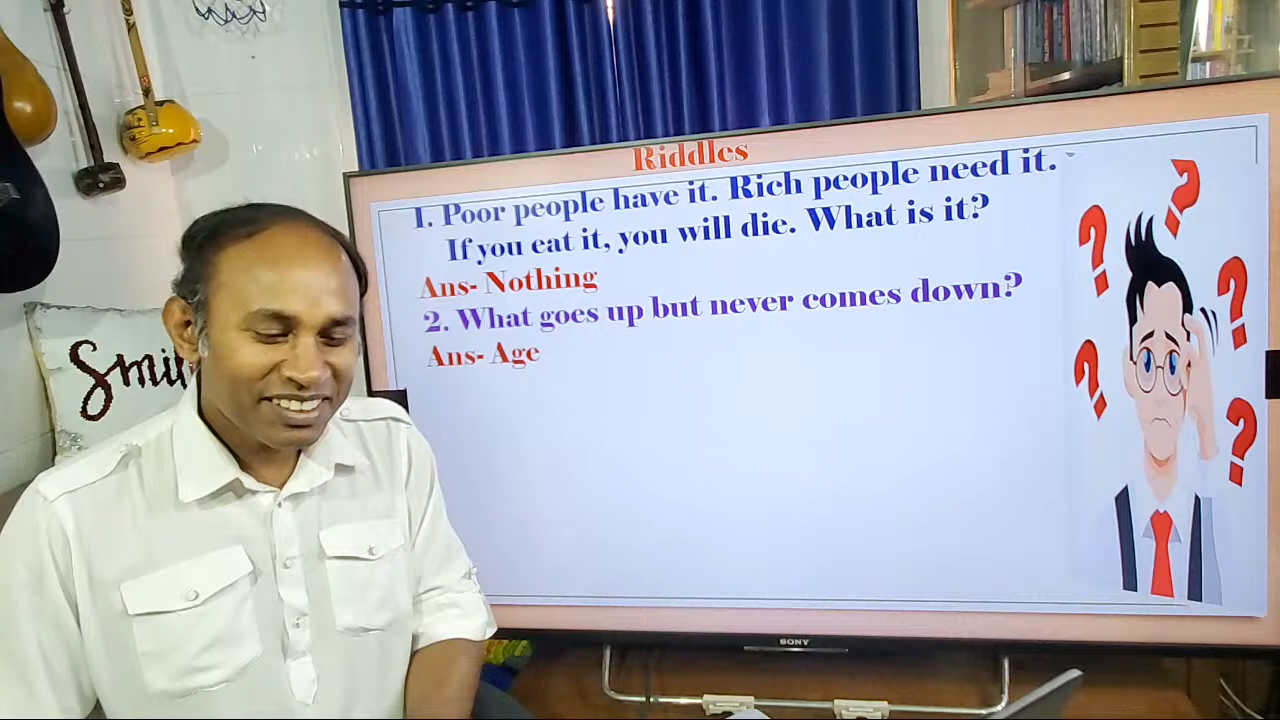 Riddles
1. Poor people have it. Rich people need it.
If you eat it, you will die. What is it?
Ans- Nothing
2. What goes up but never comes down?
Ans- Age
Smil
SONY